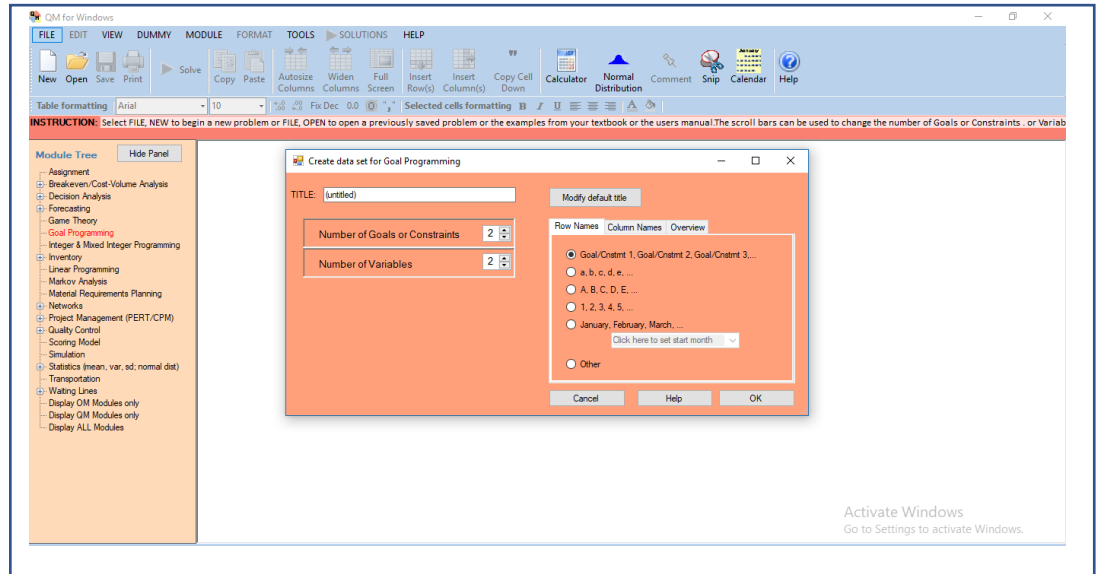 QM for Windows
FILE EDIT VIEW DUMMY MODULE FORMAT TOOLS SOLUTIONS HELP
New Open Save Print Solve Copy Paste Autosize Columns Widen Columns Full Screen Insert Row(s) Insert Column(s) Copy Cell Down Calculator Normal Distribution Comment Snip Calendar Help
Table formatting Arial 10 Fix Dec 0.0 Selected cells formatting B I U A
INSTRUCTION: Select FILE, NEW to begin a new problem or FILE, OPEN to open a previously saved problem or the examples from your textbook or the users manual.The scroll bars can be used to change the number of Goals or Constraints . or Variab
Module Tree Hide Panel
Assignment
Breakeven/Cost-Volume Analysis
Decision Analysis
Forecasting
Game Theory
Goal Programming
Integer & Mixed Integer Programming
Inventory
Linear Programming
Markov Analysis
Material Requirements Planning
Networks
Project Management (PERT/CPM)
Quality Control
Scoring Model
Simulation
Statistics (mean, var, sd; normal dist)
Transportation
Waiting Lines
Display OM Modules only
Display QM Modules only
Display ALL Modules
Create data set for Goal Programming
TITLE: (untitled)
Modify default title
Number of Goals or Constraints 2
Number of Variables 2
Row Names Column Names Overview
Goal/Cnstrnt 1, Goal/Cnstrnt 2, Goal/Cnstrnt 3,...
a, b, c, d, e, ...
A, B, C, D, E, ...
1, 2, 3, 4, 5, ...
January, February, March, ...
Click here to set start month
Other
Cancel Help OK
Activate Windows
Go to Settings to activate Windows.